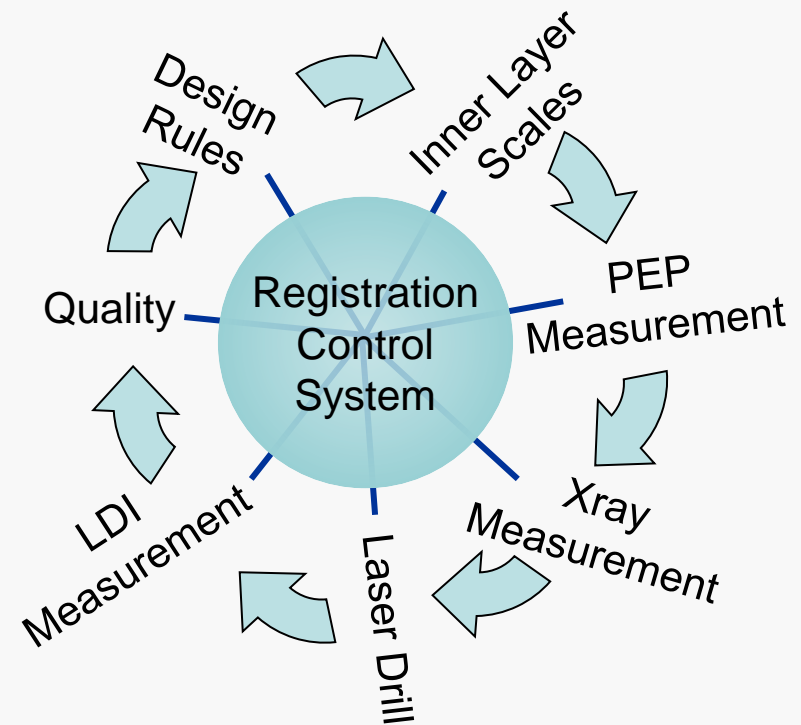 Design
Rules
Inner Layer
Scales
PEP
Measurement
Xray
Measurement
Laser Drill
LDI
Measurement
Quality
Registration
Control
System